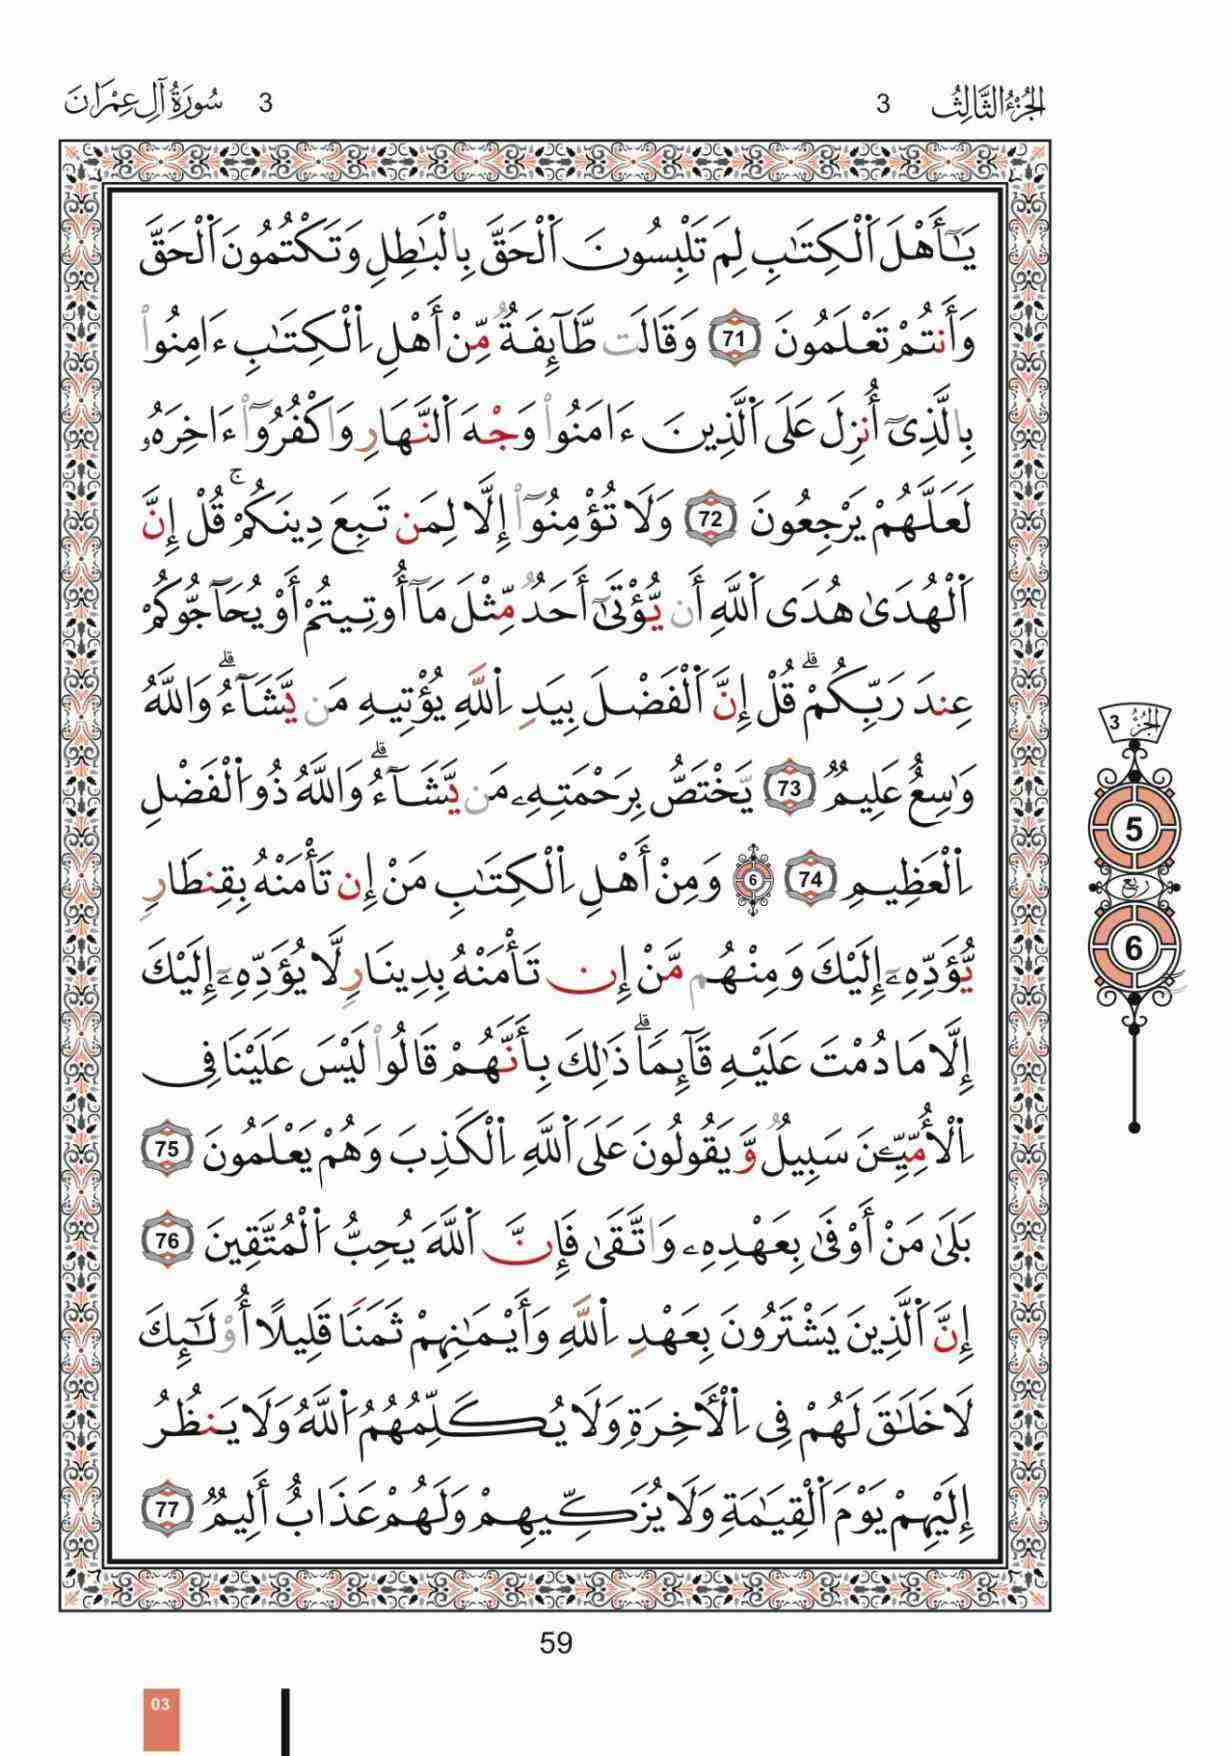 الجُزْءُ الثَّالِثُ 3
3 سُورَةُ آلِ عِمْرَانَ
يَـٰٓأَهْلَ ٱلْكِتَـٰبِ لِمَ تَلْبِسُونَ ٱلْحَقَّ بِٱلْبَـٰطِلِ وَتَكْتُمُونَ ٱلْحَقَّ
وَأَنتُمْ تَعْلَمُونَ 71 وَقَالَت طَّآئِفَةٌ مِّنْ أَهْلِ ٱلْكِتَـٰبِ ءَامِنُوا۟
بِٱلَّذِىٓ أُنزِلَ عَلَى ٱلَّذِينَ ءَامَنُوا۟ وَجْهَ ٱلنَّهَارِ وَٱكْفُرُوٓا۟ ءَاخِرَهُۥ
لَعَلَّهُمْ يَرْجِعُونَ 72 وَلَا تُؤْمِنُوٓا۟ إِلَّا لِمَن تَبِعَ دِينَكُمْ ۚ قُلْ إِنَّ
ٱلْهُدَىٰ هُدَى ٱللَّهِ أَن يُّؤْتَىٰٓ أَحَدٌ مِّثْلَ مَآ أُوتِيتُمْ أَوْ يُحَآجُّوكُمْ
عِندَ رَبِّكُمْ ۗ قُلْ إِنَّ ٱلْفَضْلَ بِيَدِ ٱللَّهِ يُؤْتِيهِ مَن يَّشَآءُ ۗ وَٱللَّهُ
وَٰسِعٌ عَلِيمٌ 73 يَّخْتَصُّ بِرَحْمَتِهِۦ مَن يَّشَآءُ ۗ وَٱللَّهُ ذُو ٱلْفَضْلِ
ٱلْعَظِيمِ 74 6 وَمِنْ أَهْلِ ٱلْكِتَـٰبِ مَنْ إِن تَأْمَنْهُ بِقِنطَارٍ
يُّؤَدِّهِۦٓ إِلَيْكَ وَمِنْهُم مَّنْ إِن تَأْمَنْهُ بِدِينَارٍ لَّا يُؤَدِّهِۦٓ إِلَيْكَ
إِلَّا مَا دُمْتَ عَلَيْهِ قَآئِمًا ۗ ذَٰلِكَ بِأَنَّهُمْ قَالُوا۟ لَيْسَ عَلَيْنَا فِى
ٱلْأُمِّيِّـۧنَ سَبِيلٌ وَّيَقُولُونَ عَلَى ٱللَّهِ ٱلْكَذِبَ وَهُمْ يَعْلَمُونَ 75
بَلَىٰ مَنْ أَوْفَىٰ بِعَهْدِهِۦ وَٱتَّقَىٰ فَإِنَّ ٱللَّهَ يُحِبُّ ٱلْمُتَّقِينَ 76
إِنَّ ٱلَّذِينَ يَشْتَرُونَ بِعَهْدِ ٱللَّهِ وَأَيْمَـٰنِهِمْ ثَمَنًا قَلِيلًا أُو۟لَـٰٓئِكَ
لَا خَلَـٰقَ لَهُمْ فِى ٱلْـَٔاخِرَةِ وَلَا يُكَلِّمُهُمُ ٱللَّهُ وَلَا يَنظُرُ
إِلَيْهِمْ يَوْمَ ٱلْقِيَـٰمَةِ وَلَا يُزَكِّيهِمْ وَلَهُمْ عَذَابٌ أَلِيمٌ 77
الجُزْءُ 3
5
ربع
6
59
03